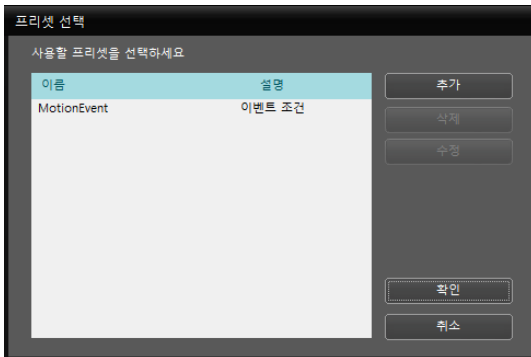 프리셋 선택
사용할 프리셋을 선택하세요
이름 설명 추가
MotionEvent 이벤트 조건
삭제
수정
확인
취소